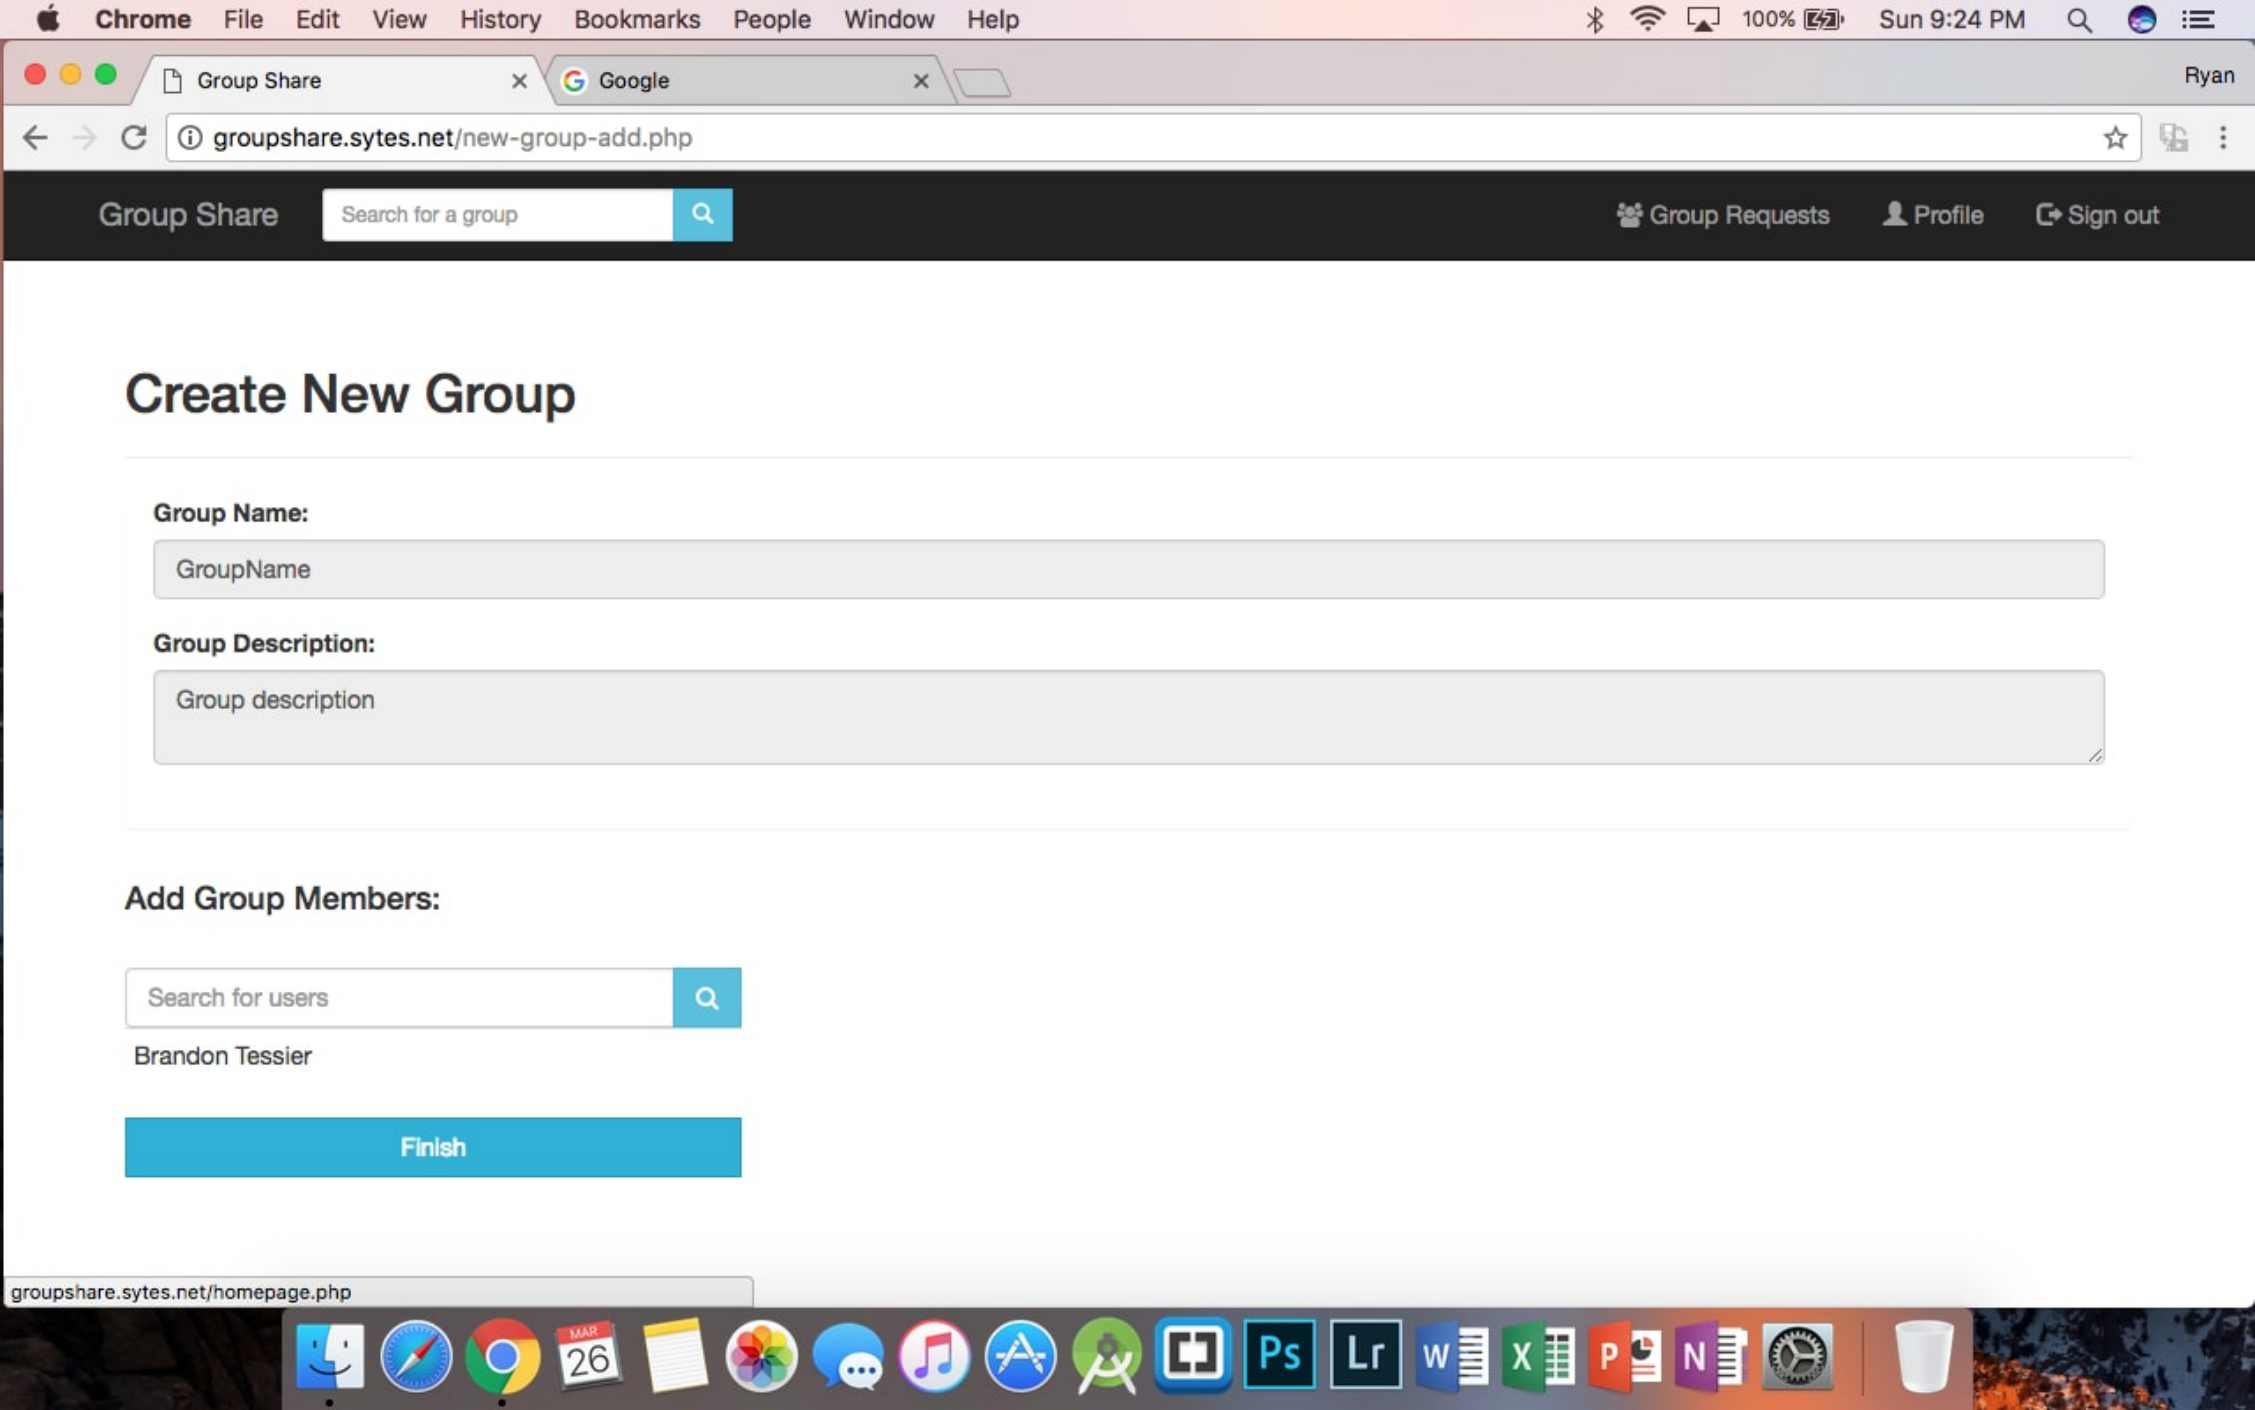 Chrome File Edit View History Bookmarks People Window Help 100% Sun 9:24 PM
Group Share Google Ryan
groupshare.sytes.net/new-group-add.php
Group Share Search for a group Group Requests Profile Sign out
Create New Group
Group Name:
GroupName
Group Description:
Group description
Add Group Members:
Search for users
Brandon Tessier
Finish
groupshare.sytes.net/homepage.php
MAR
26
Ps Lr W X P N